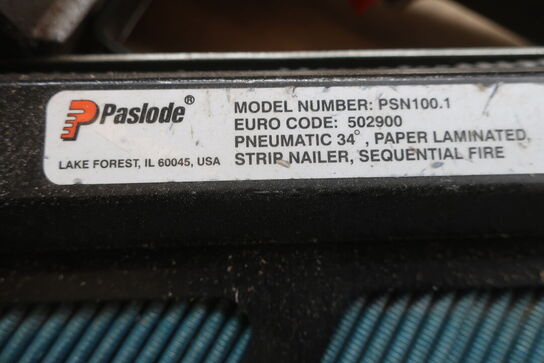 Paslode®
LAKE FOREST, IL 60045, USA
MODEL NUMBER: PSN100.1
EURO CODE: 502900
PNEUMATIC 34°, PAPER LAMINATED,
STRIP NAILER, SEQUENTIAL FIRE